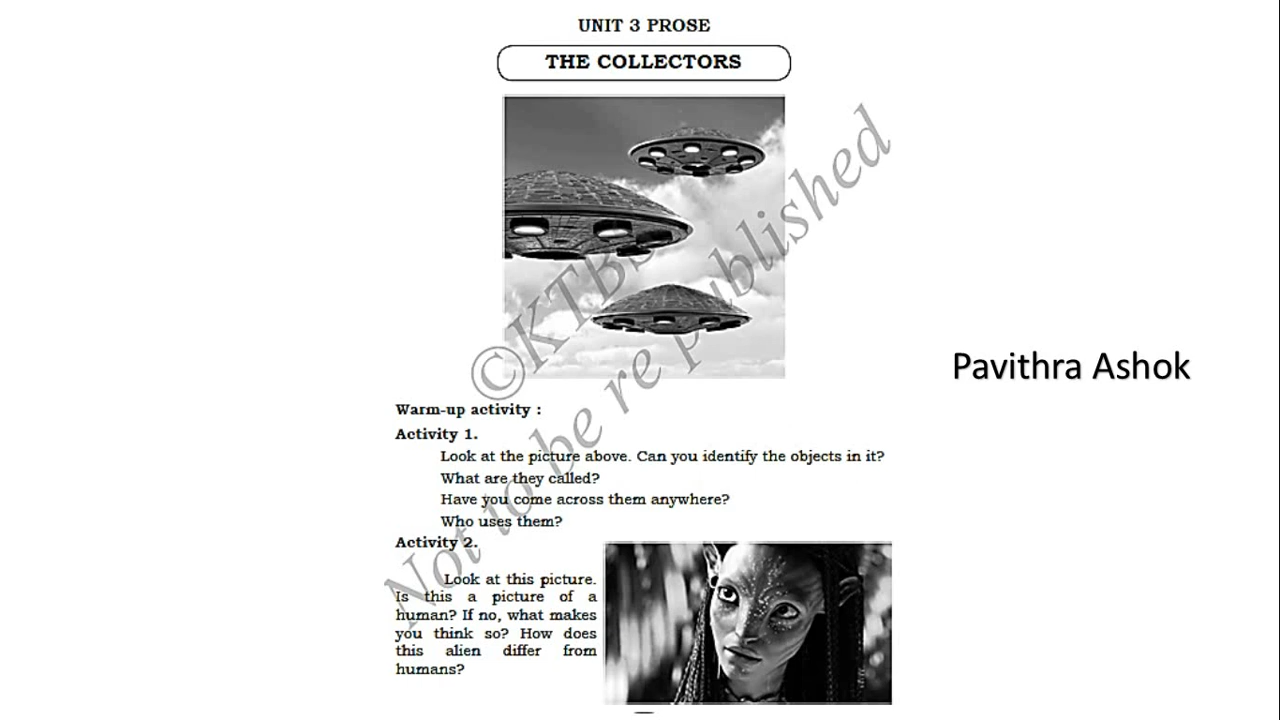 UNIT 3 PROSE
THE COLLECTORS
©KTBS
Not to be re published
Pavithra Ashok
Warm-up activity :
Activity 1.
Look at the picture above. Can you identify the objects in it?
What are they called?
Have you come across them anywhere?
Who uses them?
Activity 2.
Look at this picture.
Is this a picture of a
human? If no, what makes
you think so? How does
this alien differ from
humans?